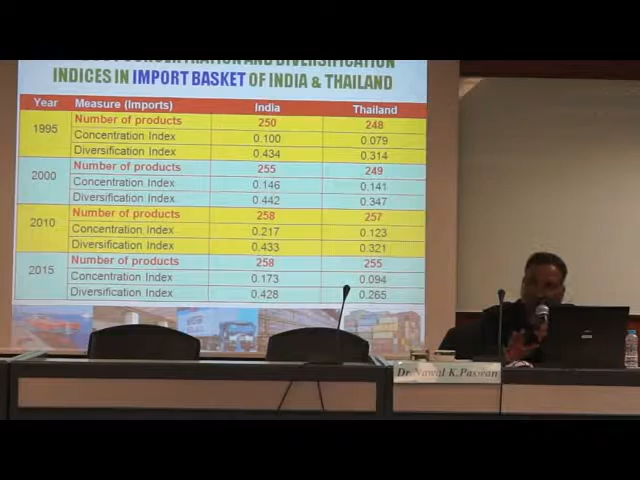 CONCENTRATION AND DIVERSIFICATION
INDICES IN IMPORT BASKET OF INDIA & THAILAND
Year Measure (Imports) India Thailand
1995 Number of products 250 248
Concentration Index 0.100 0.079
Diversification Index 0.434 0.314
2000 Number of products 255 249
Concentration Index 0.146 0.141
Diversification Index 0.442 0.347
2010 Number of products 258 257
Concentration Index 0.217 0.123
Diversification Index 0.433 0.321
2015 Number of products 258 255
Concentration Index 0.173 0.094
Diversification Index 0.428 0.265
Dr. Nawal K.Paswan